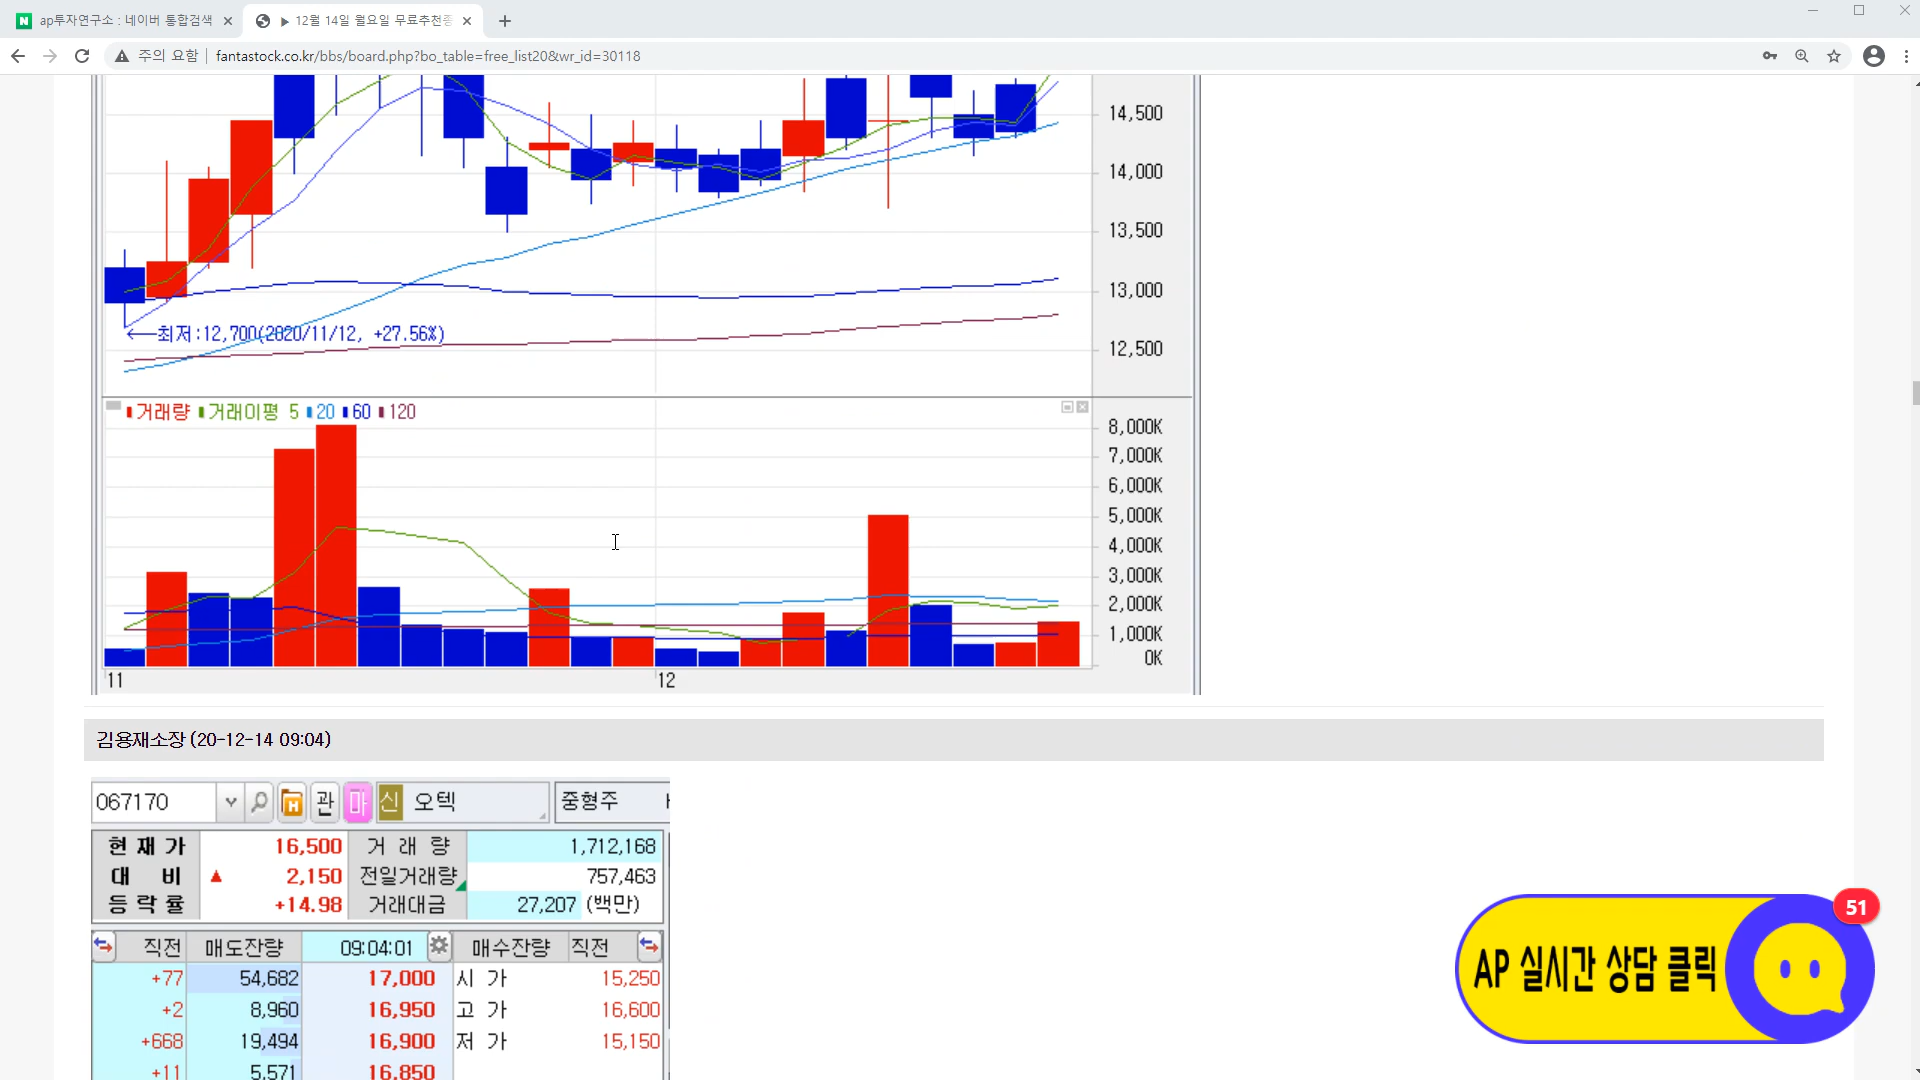 ap투자연구소 : 네이버 통합검색
▶ 12월 14일 월요일 무료추천종
주의 요함
fantastock.co.kr/bbs/board.php?bo_table=free_list20&wr_id=30118
14,500
14,000
13,500
13,000
12,500
최저:12,700(2020/11/12, +27.56%)
거래량 거래이평 5 20 60 120
8,000K
7,000K
6,000K
5,000K
4,000K
3,000K
2,000K
1,000K
0K
11 12
김용재소장 (20-12-14 09:04)
067170 관 마 신 오텍 중형주
현재가 16,500 거래량 1,712,168
대비 ▲ 2,150 전일거래량 757,463
등락률 +14.98 거래대금 27,207 (백만)
직전 매도잔량 09:04:01 매수잔량 직전
+77 54,682 17,000 시가 15,250
+2 8,960 16,950 고가 16,600
+668 19,494 16,900 저가 15,150
+11 5,571 16,850
AP 실시간 상담 클릭
51